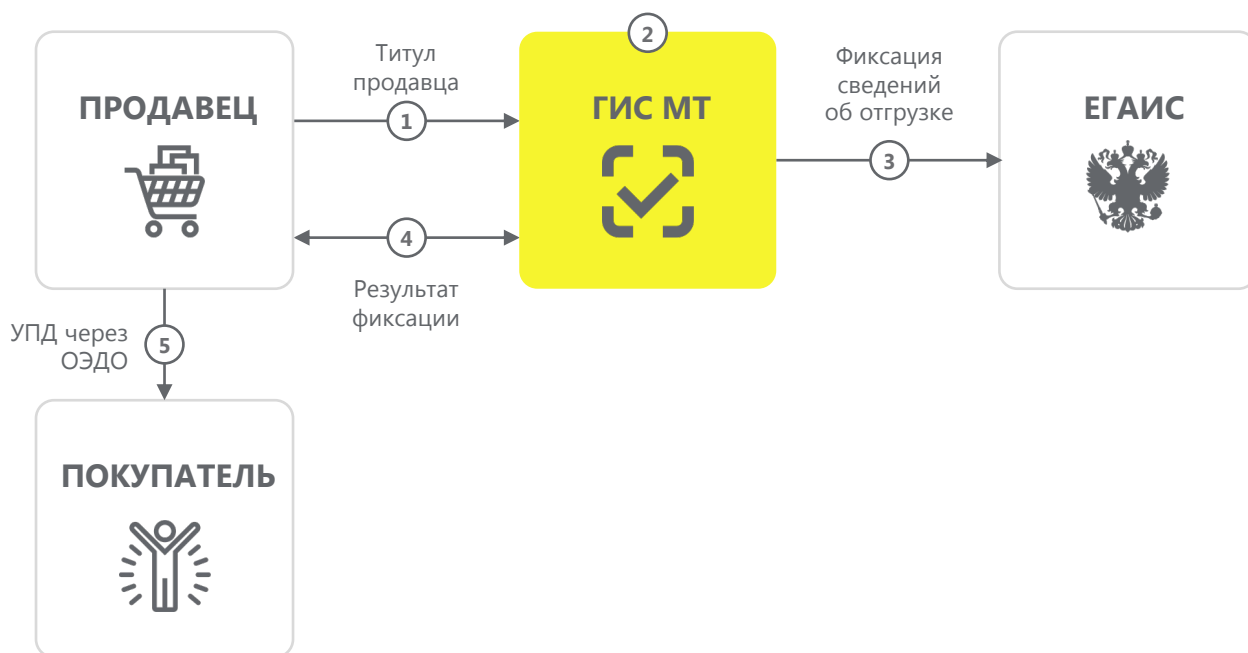 2
Титул
продавца
Фиксация
сведений
об отгрузке
ПРОДАВЕЦ
ГИС МТ
ЕГАИС
1
3
4
Результат
фиксации
УПД через
ОЭДО
5
ПОКУПАТЕЛЬ